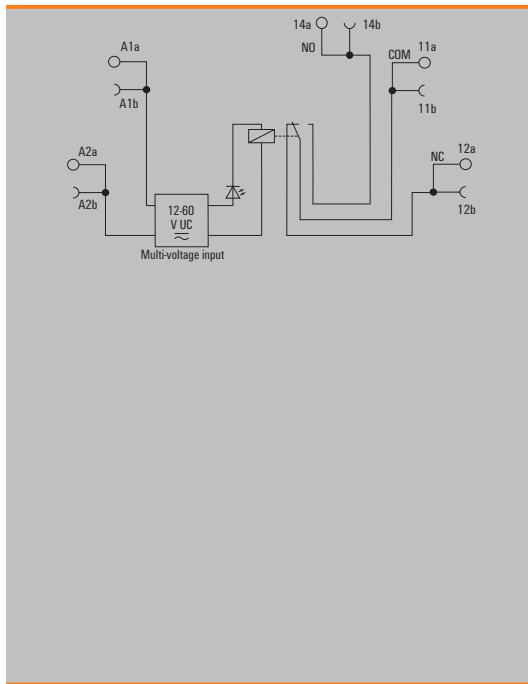 14a
14b
NO
A1a
11a
COM
A1b
11b
A2a
12a
NC
A2b
12b
12-60
V UC
Multi-voltage input